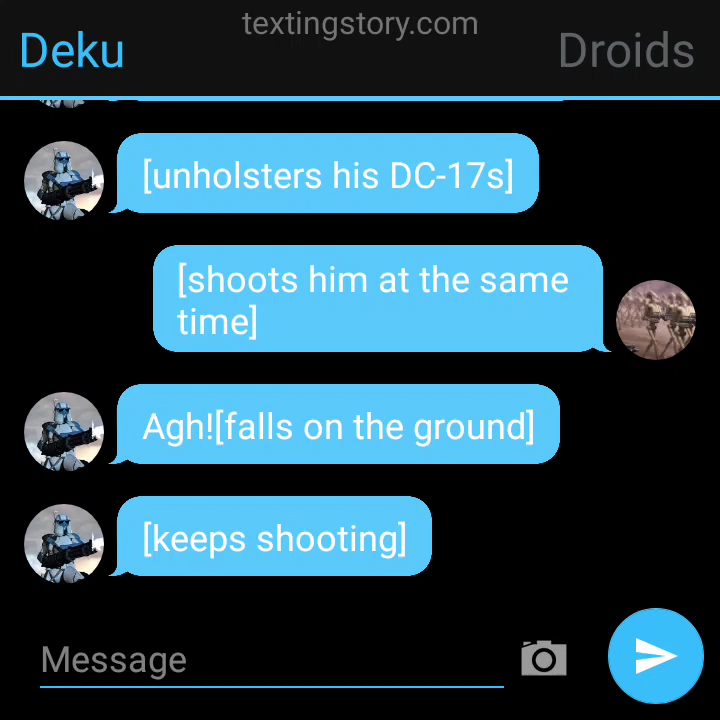 textingstory.com
Deku
Droids
[unholsters his DC-17s]
[shoots him at the same
time]
Agh![falls on the ground]
[keeps shooting]
Message